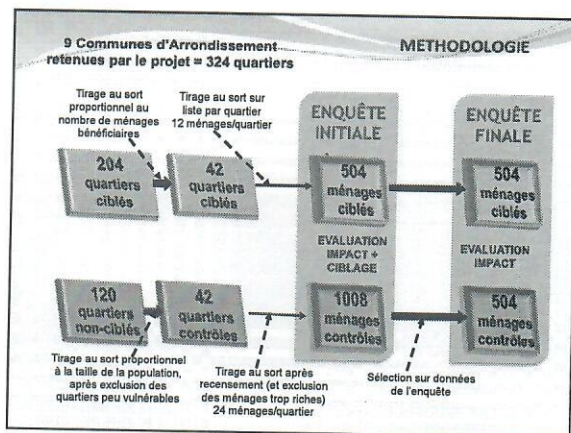 9 Communes d'Arrondissement
retenues par le projet = 324 quartiers
METHODOLOGIE
Tirage au sort
proportionnel au
nombre de ménages
bénéficiaires
Tirage au sort sur
liste par quartier
12 ménages/quartier
ENQUÊTE
INITIALE
ENQUÊTE
FINALE
204
quartiers
ciblés
42
quartiers
ciblés
504
ménages
ciblés
504
ménages
ciblés
EVALUATION
IMPACT +
CIBLAGE
EVALUATION
IMPACT
120
quartiers
non-ciblés
42
quartiers
contrôles
1008
ménages
contrôles
504
ménages
contrôles
Tirage au sort proportionnel
à la taille de la population,
après exclusion des
quartiers peu vulnérables
Tirage au sort après
recensement (et exclusion
des ménages trop riches)
24 ménages/quartier
Sélection sur données
de l'enquête